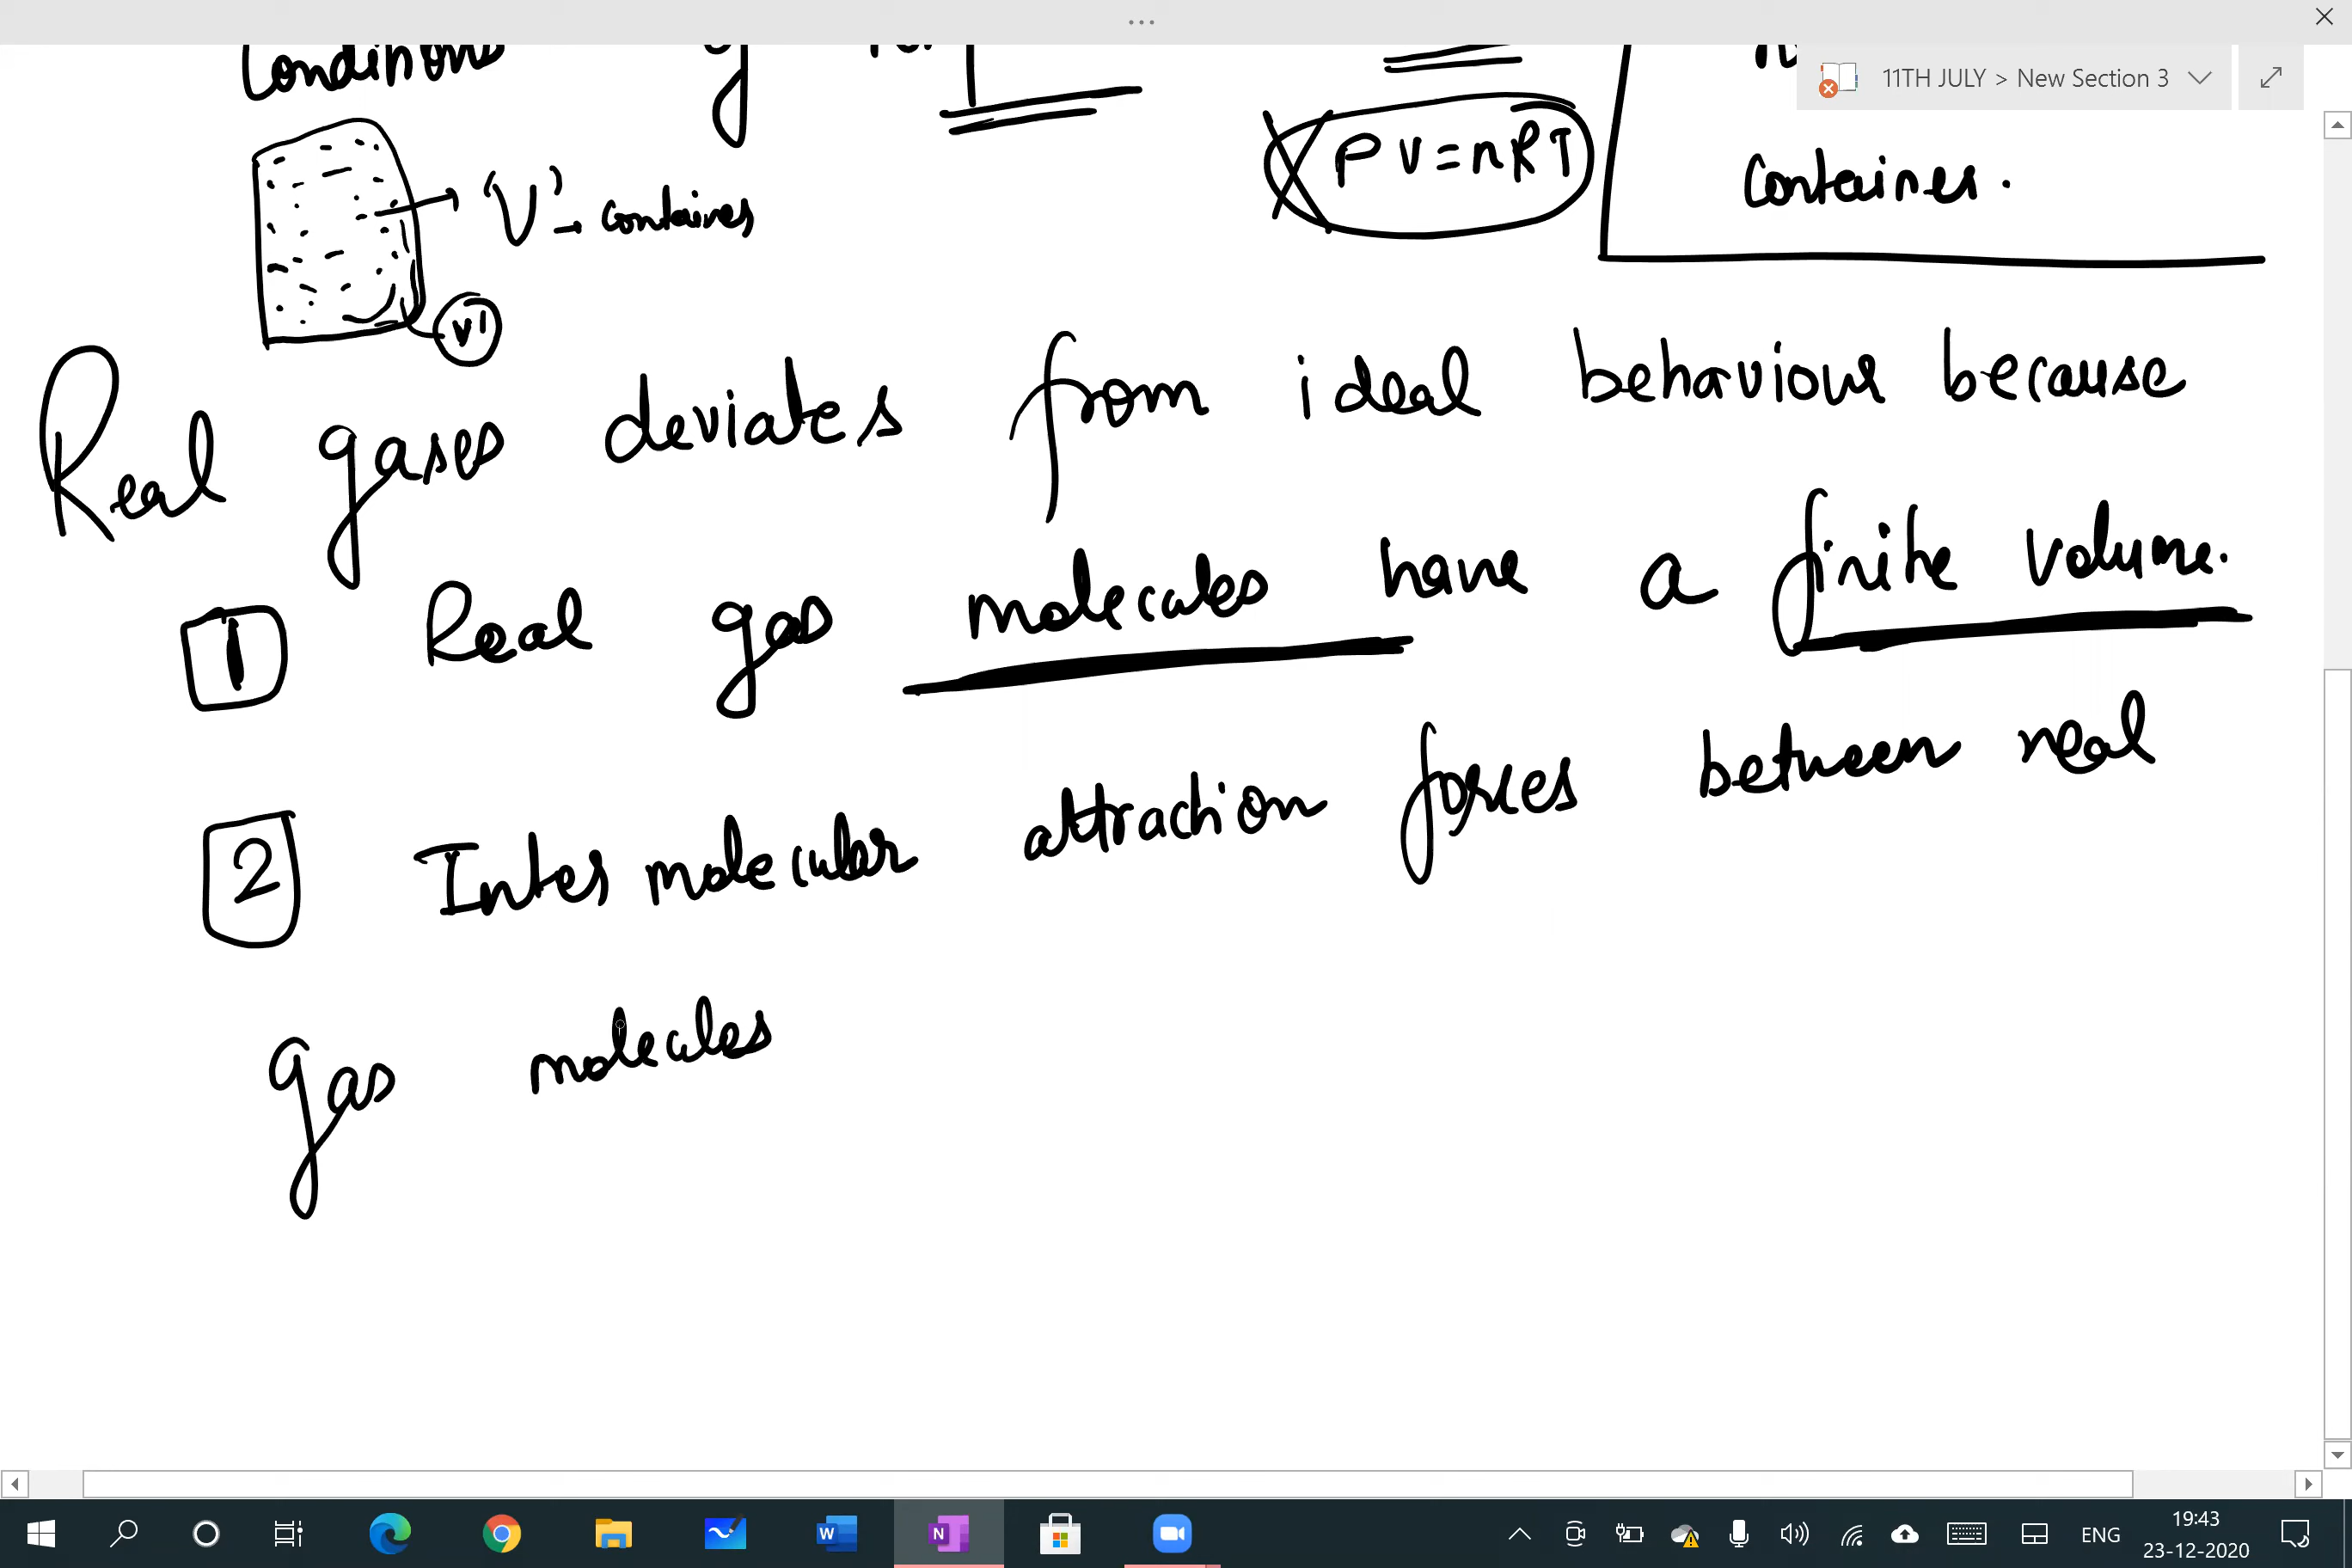 ...
11TH JULY > New Section 3
Conditions
PV=nRT
container.
'V' container
V'
Real gases deviates from ideal behaviour because
1 Real gas molecules have a finite volume.
2 Intermolecular attraction forces between real
gas molecules
W
N
ENG
19:43
23-12-2020